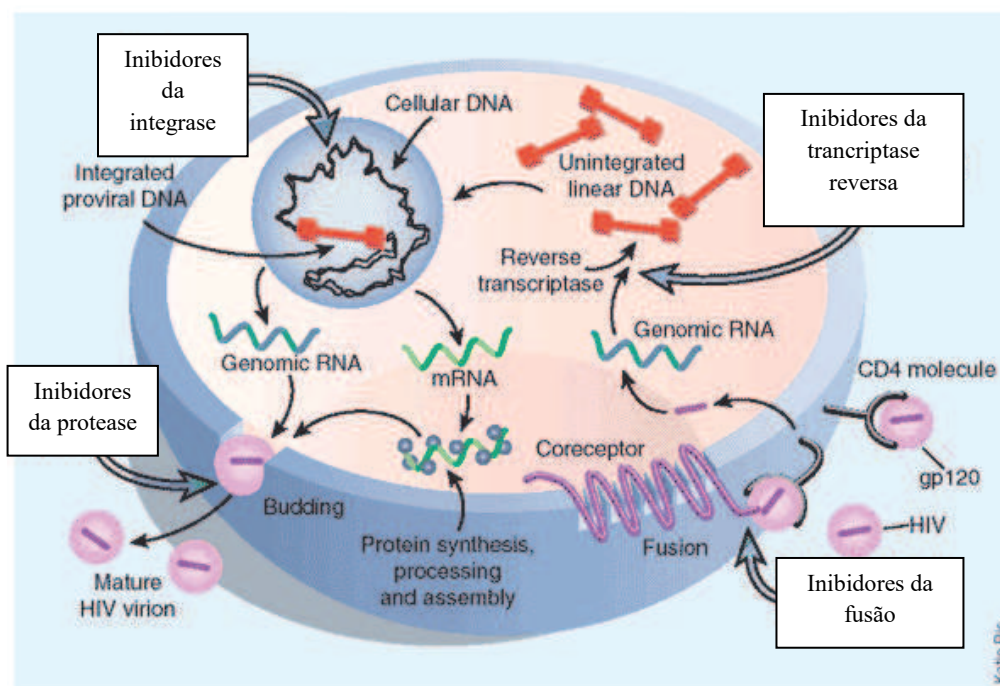 Inibidores
da
integrase
Cellular DNA
Integrated
proviral DNA
Unintegrated
linear DNA
Inibidores da
trancriptase
reversa
Reverse
transcriptase
Genomic RNA
Genomic RNA
mRNA
CD4 molecule
gp120
HIV
Inibidores
da protease
Coreceptor
Budding
Fusion
Protein synthesis,
processing
and assembly
Mature
HIV virion
Inibidores da
fusão